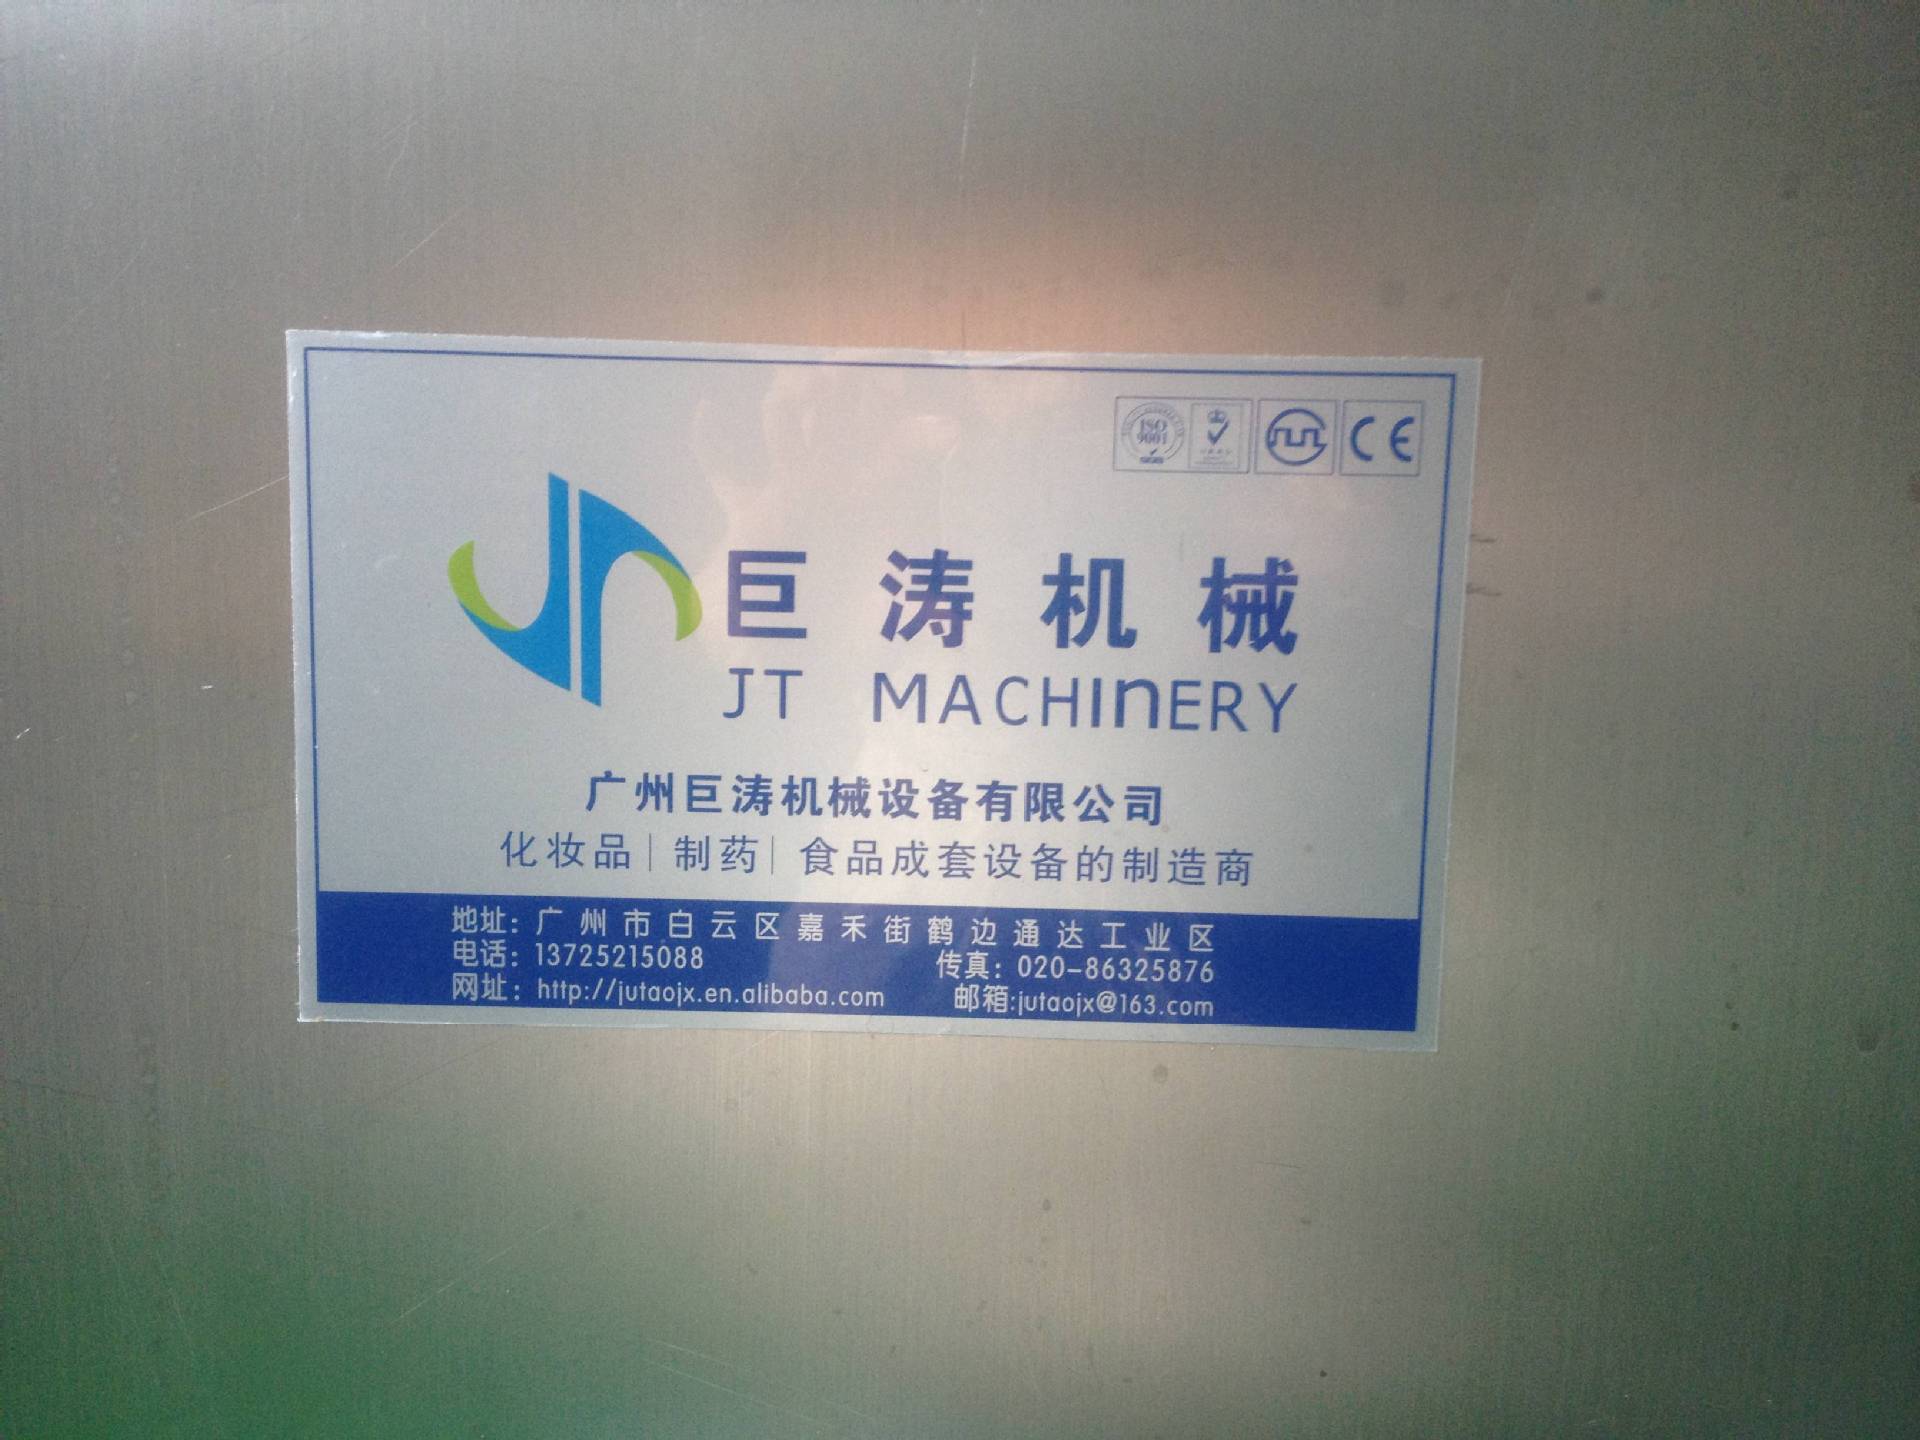 ISO
9001
CE
巨涛机械
JT MACHINERY
广州巨涛机械设备有限公司
化妆品|制药|食品成套设备的制造商
地址：广州市白云区嘉禾街鹤边通达工业区
电话：13725215088 传真：020-86325876
网址：http://jutaojx.en.alibaba.com 邮箱:jutaojx@163.com